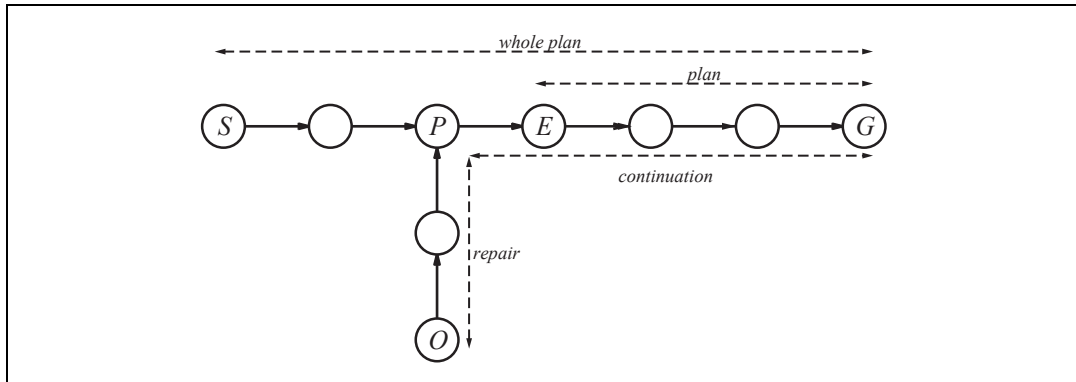 whole plan
plan
S P E G
continuation
repair
O